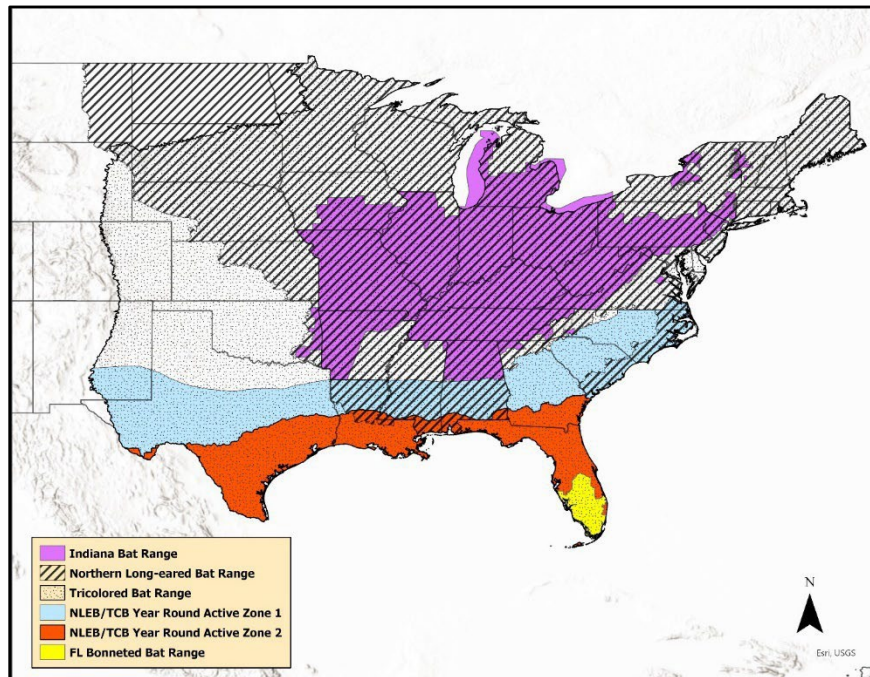 Indiana Bat Range
Northern Long-eared Bat Range
Tricolored Bat Range
NLEB/TCB Year Round Active Zone 1
NLEB/TCB Year Round Active Zone 2
FL Bonneted Bat Range
N
Esri, USGS